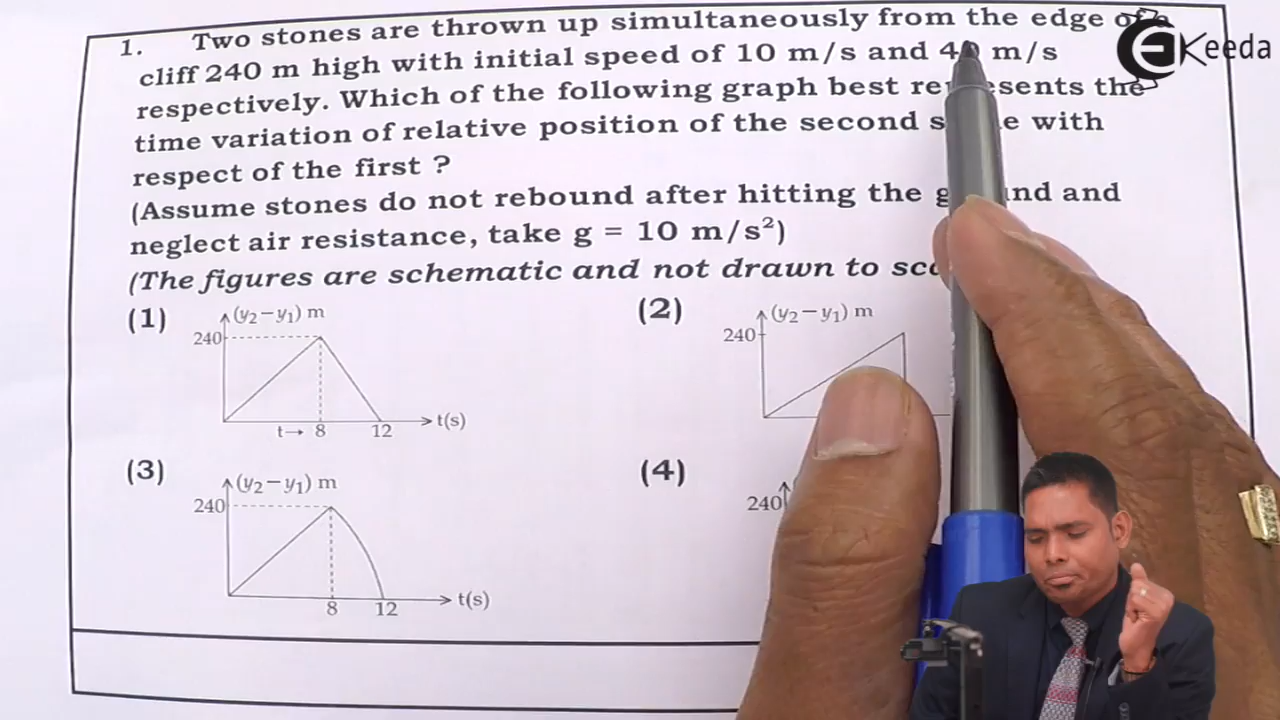 1. Two stones are thrown up simultaneously from the edge
cliff 240 m high with initial speed of 10 m/s and m/s
respectively. Which of the following graph best the
time variation of relative position of the second with
respect of the first ?
(Assume stones do not rebound after hitting the and
neglect air resistance, take g = 10 m/s²)
(The figures are schematic and not drawn to
(1)
(y₂−y₁) m
240
t→ 8 12 t(s)
(2)
(y₂−y₁) m
240
(3)
(y₂−y₁) m
240
8 12 t(s)
(4)
240
Keeda